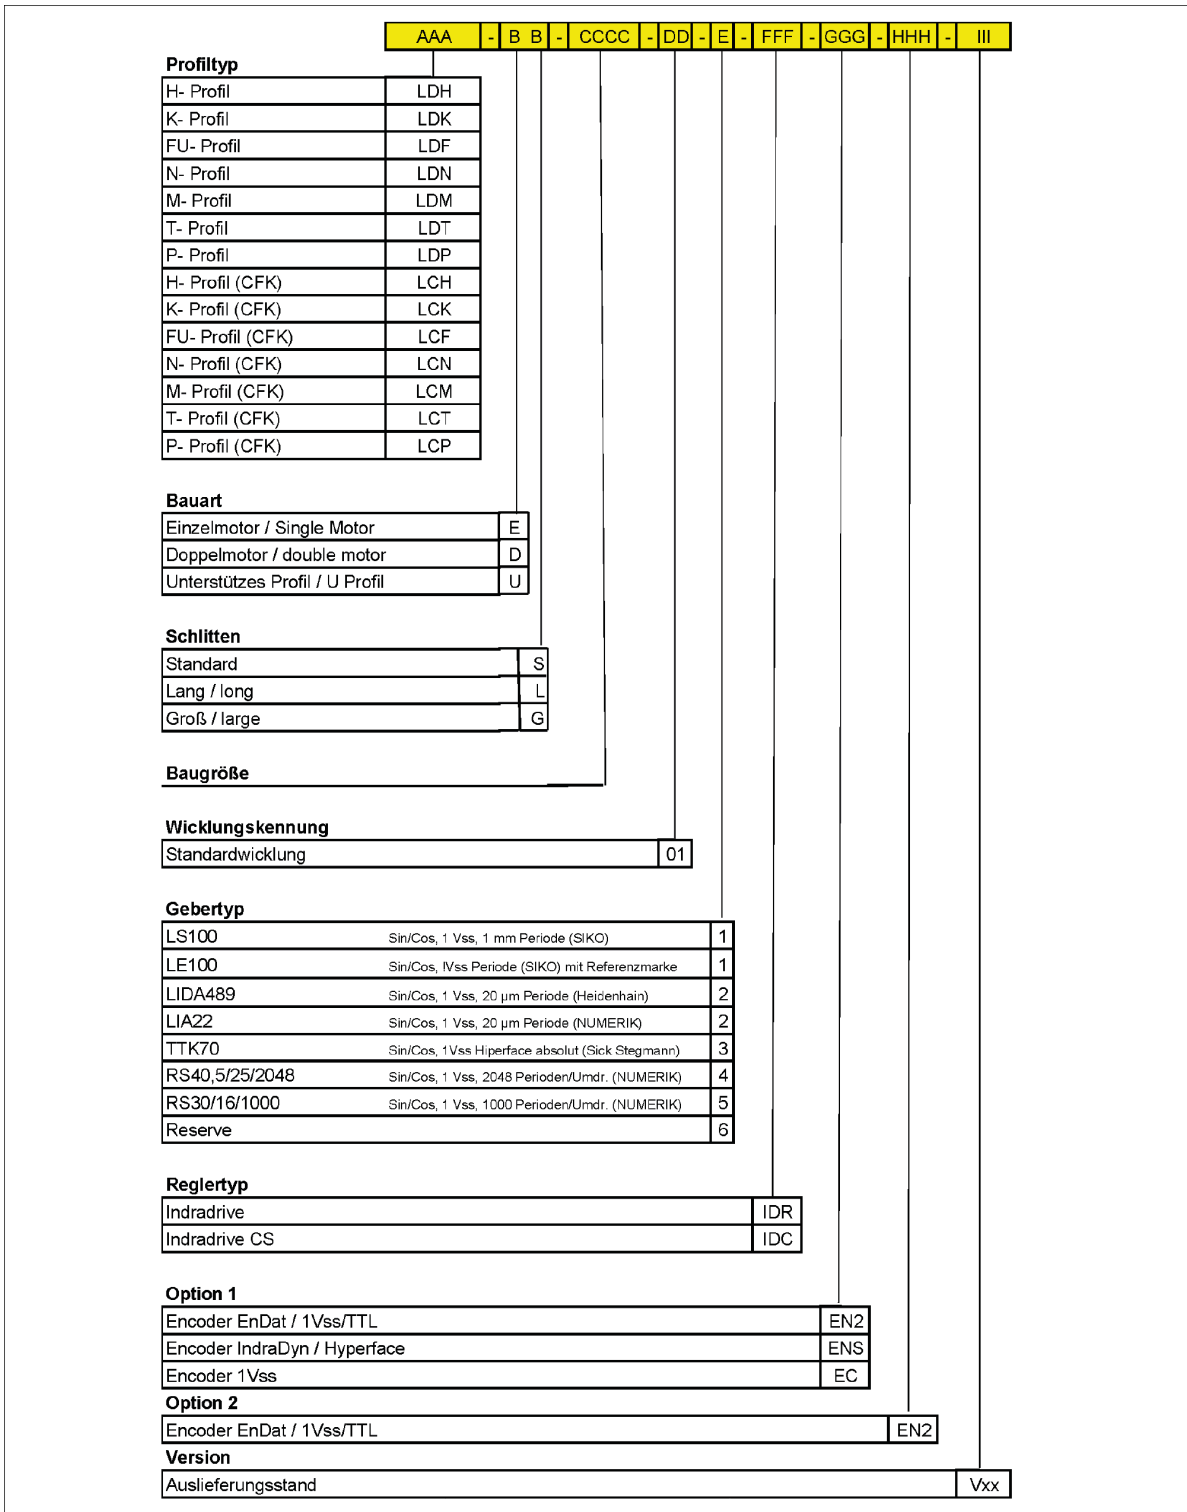 AAA - B B - CCCC - DD - E - FFF - GGG - HHH - III
Profiltyp
H- Profil LDH
K- Profil LDK
FU- Profil LDF
N- Profil LDN
M- Profil LDM
T- Profil LDT
P- Profil LDP
H- Profil (CFK) LCH
K- Profil (CFK) LCK
FU- Profil (CFK) LCF
N- Profil (CFK) LCN
M- Profil (CFK) LCM
T- Profil (CFK) LCT
P- Profil (CFK) LCP
Bauart
Einzelmotor / Single Motor E
Doppelmotor / double motor D
Unterstützes Profil / U Profil U
Schlitten
Standard S
Lang / long L
Groß / large G
Baugröße
Wicklungskennung
Standardwicklung 01
Gebertyp
LS100 Sin/Cos, 1 Vss, 1 mm Periode (SIKO) 1
LE100 Sin/Cos, IVss Periode (SIKO) mit Referenzmarke 1
LIDA489 Sin/Cos, 1 Vss, 20 µm Periode (Heidenhain) 2
LIA22 Sin/Cos, 1 Vss, 20 µm Periode (NUMERIK) 2
TTK70 Sin/Cos, 1Vss Hiperface absolut (Sick Stegmann) 3
RS40,5/25/2048 Sin/Cos, 1 Vss, 2048 Perioden/Umdr. (NUMERIK) 4
RS30/16/1000 Sin/Cos, 1 Vss, 1000 Perioden/Umdr. (NUMERIK) 5
Reserve 6
Reglertyp
Indradrive IDR
Indradrive CS IDC
Option 1
Encoder EnDat / 1Vss/TTL EN2
Encoder IndraDyn / Hyperface ENS
Encoder 1Vss EC
Option 2
Encoder EnDat / 1Vss/TTL EN2
Version
Auslieferungsstand Vxx